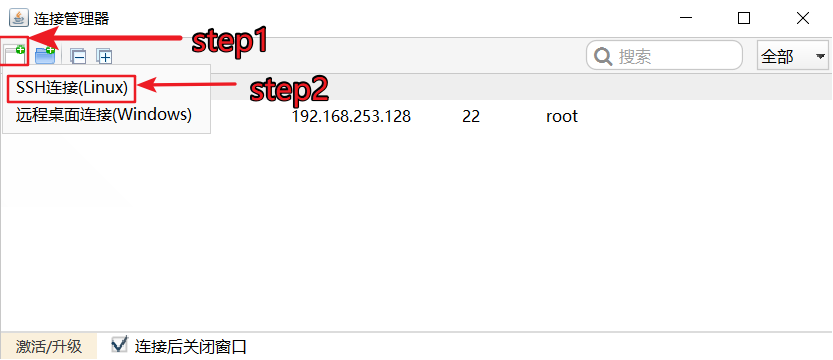 连接管理器
step1
搜索
全部
SSH连接(Linux)
step2
远程桌面连接(Windows)
192.168.253.128 22 root
激活/升级
连接后关闭窗口